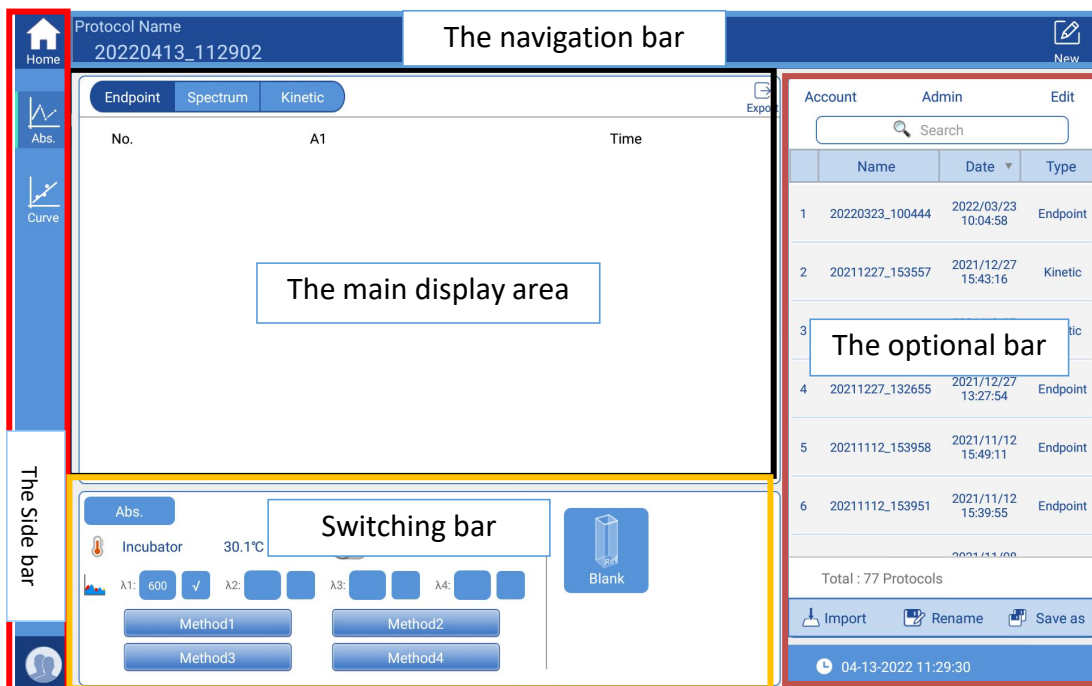 Protocol Name
20220413_112902
The navigation bar
New
Home
Abs.
Curve
The Side bar
Endpoint Spectrum Kinetic
Export
No. A1 Time
The main display area
Account Admin Edit
Search
Name Date Type
1 20220323_100444 2022/03/23 Endpoint
10:04:58
2 20211227_153557 2021/12/27 Kinetic
15:43:16
3
The optional bar
4 20211227_132655 2021/12/27 Endpoint
13:27:54
5 20211112_153958 2021/11/12 Endpoint
15:49:11
6 20211112_153951 2021/11/12 Endpoint
15:39:55
Total : 77 Protocols
Import Rename Save as
04-13-2022 11:29:30
Abs.
Switching bar
Incubator 30.1℃
λ1: 600 √ λ2: λ3: λ4:
Method1 Method2
Method3 Method4
Ref
Blank